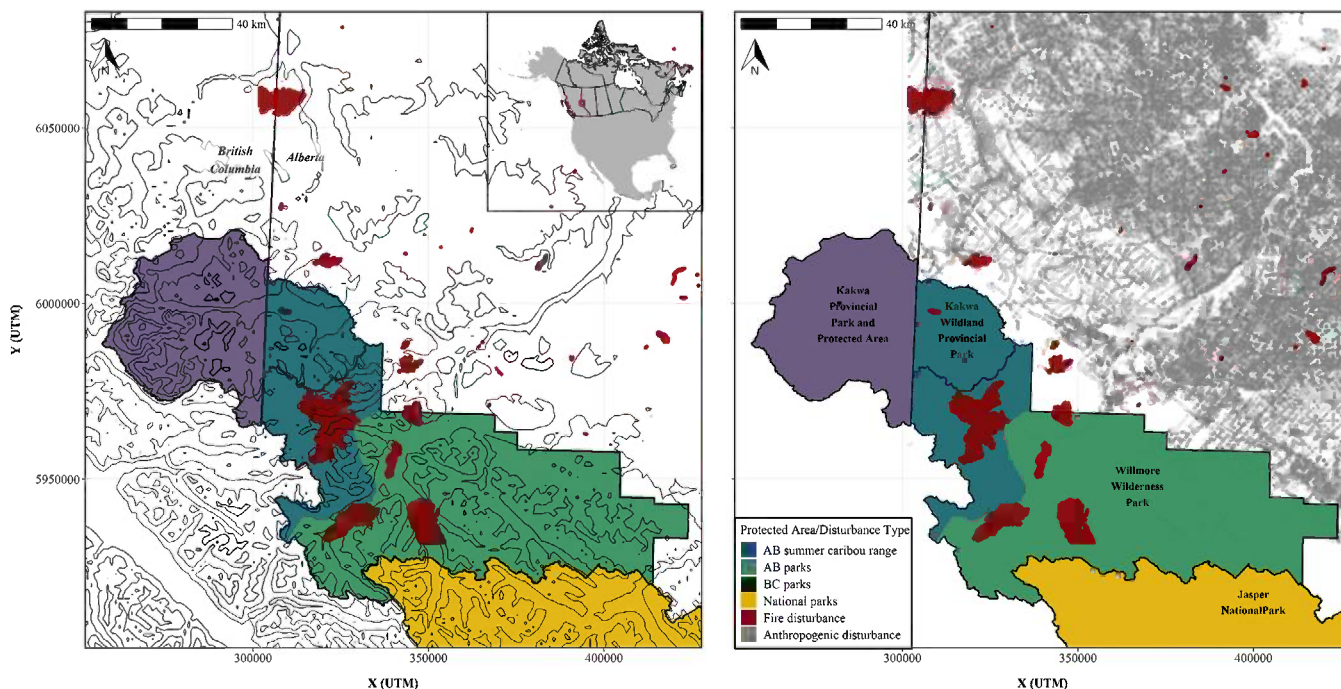 40 km
N
British
Columbia
Alberta
6050000
6000000
5950000
Y (UTM)
300000
350000
400000
X (UTM)
40 km
N
Kakwa
Provincial
Park and
Protected Area
Kakwa
Wildland
Provincial
Park
Willmore
Wilderness
Park
Jasper
NationalPark
Protected Area/Disturbance Type
AB summer caribou range
AB parks
BC parks
National parks
Fire disturbance
Anthropogenic disturbance
300000
350000
400000
X (UTM)